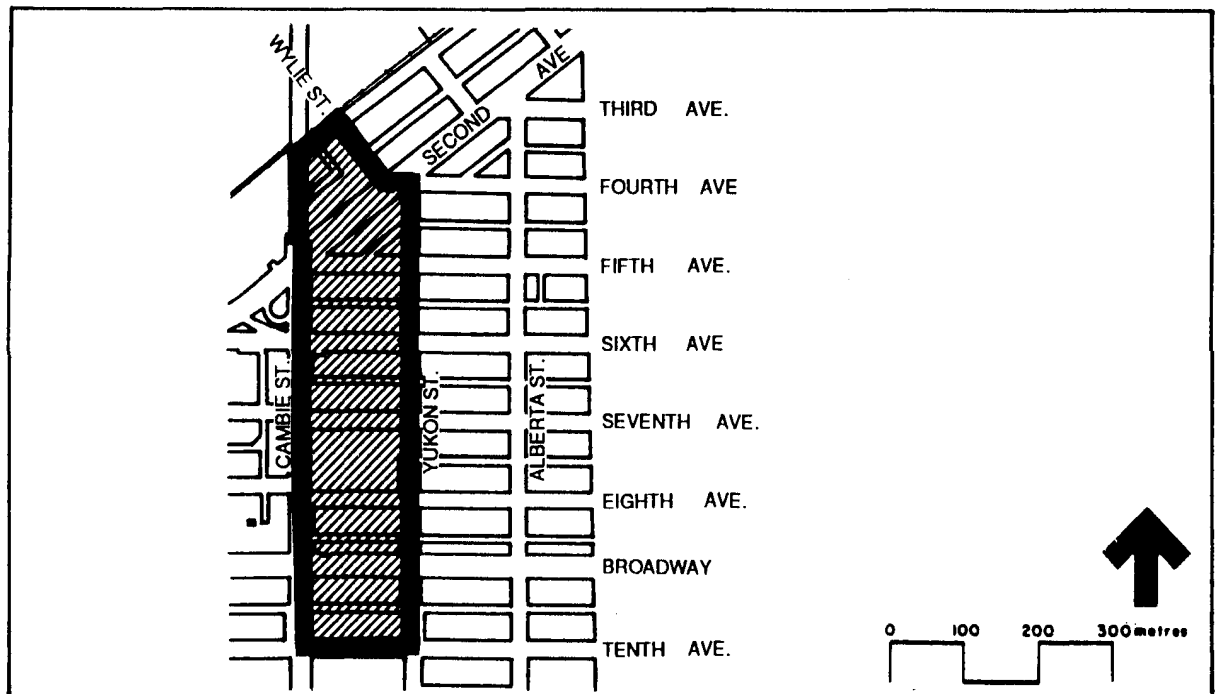 WYLIE ST.
SECOND AVE
THIRD AVE.
FOURTH AVE
FIFTH AVE.
SIXTH AVE
CAMBIE ST.
YUKON ST.
ALBERTA ST.
SEVENTH AVE.
EIGHTH AVE.
BROADWAY
TENTH AVE.
0 100 200 300 metres